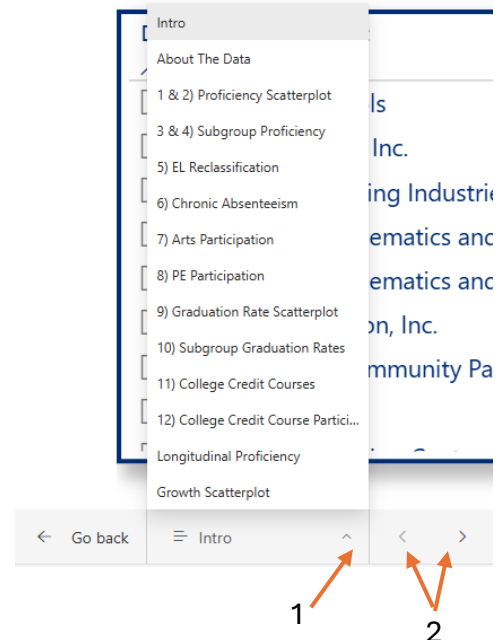 Intro
About The Data
1 & 2) Proficiency Scatterplot
3 & 4) Subgroup Proficiency
5) EL Reclassification
6) Chronic Absenteeism
7) Arts Participation
8) PE Participation
9) Graduation Rate Scatterplot
10) Subgroup Graduation Rates
11) College Credit Courses
12) College Credit Course Partici...
Longitudinal Proficiency
Growth Scatterplot
ls
Inc.
ing Industrie
ematics and
ematics and
on, Inc.
mmunity Pa
Go back
Intro
1
2